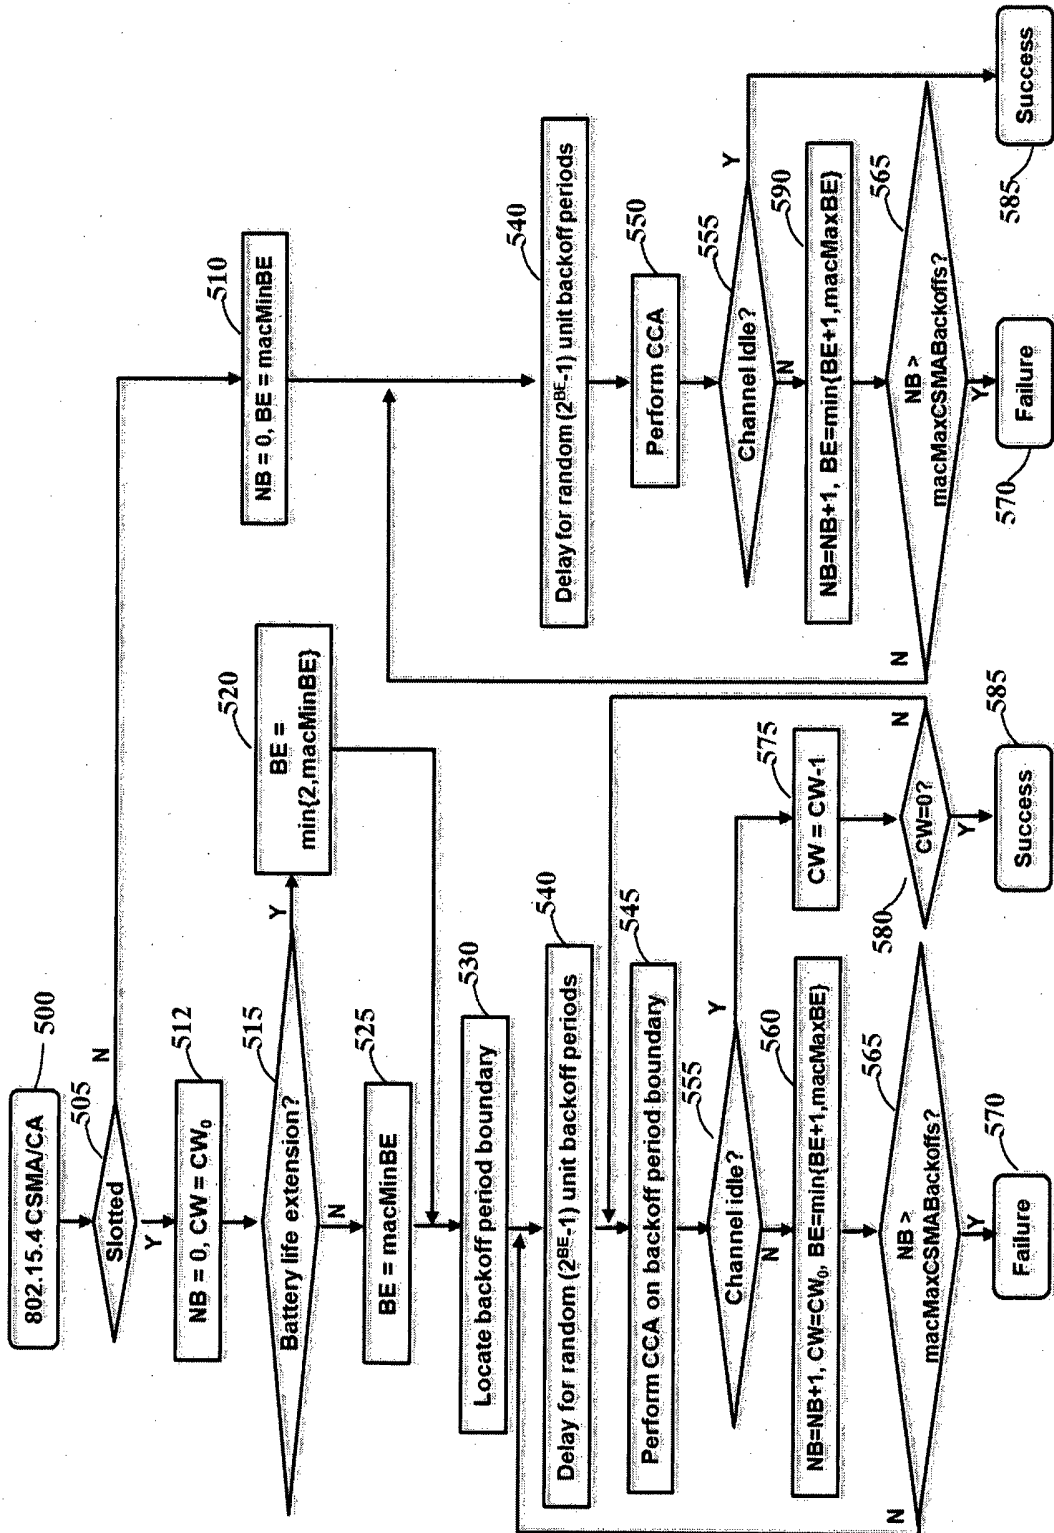 802.15.4 CSMA/CA
500
Slotted
505
N
Y
NB = 0, CW = CW₀
512
Battery life extension?
515
Y
N
BE =
min{2,macMinBE}
520
BE = macMinBE
525
Locate backoff period boundary
530
Delay for random (2ᴮᴱ-1) unit backoff periods
540
Perform CCA on backoff period boundary
545
Channel idle?
555
Y
N
NB=NB+1, CW=CW₀, BE=min{BE+1,macMaxBE}
560
CW = CW-1
575
NB >
macMaxCSMABackoffs?
565
N
Y
CW=0?
580
N
Y
Failure
570
Success
585
NB = 0, BE = macMinBE
510
Delay for random (2ᴮᴱ-1) unit backoff periods
540
Perform CCA
550
Channel Idle?
555
Y
N
NB=NB+1, BE=min{BE+1,macMaxBE}
590
NB >
macMaxCSMABackoffs?
565
N
Y
Failure
570
Success
585